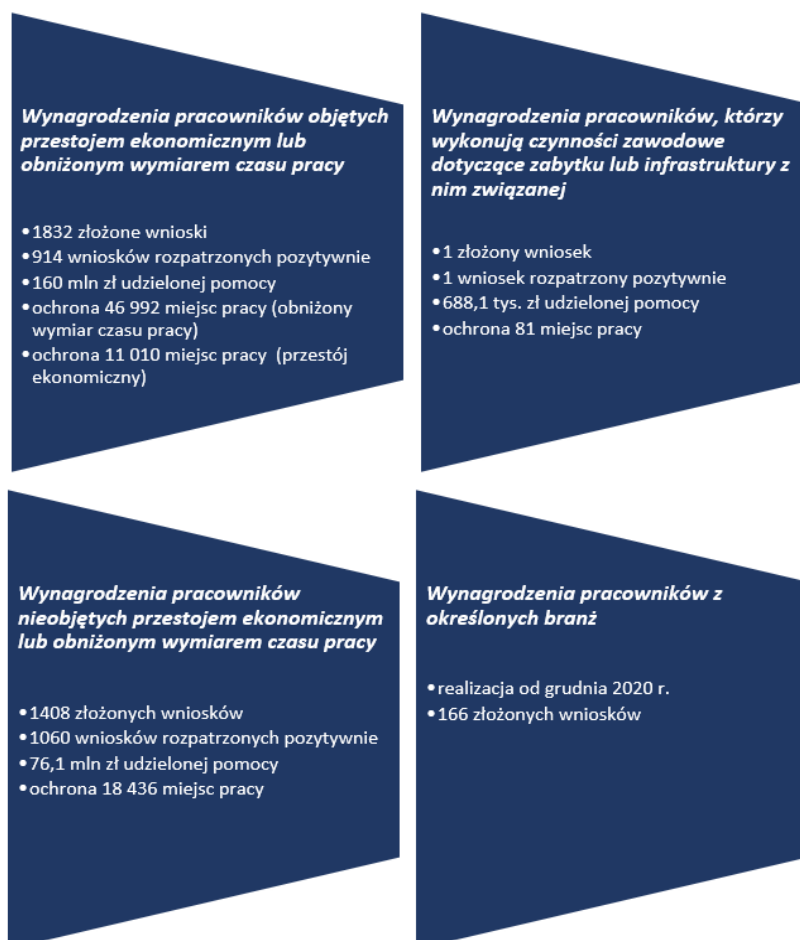 Wynagrodzenia pracowników objętych
przestojem ekonomicznym lub
obniżonym wymiarem czasu pracy
•1832 złożone wnioski
•914 wniosków rozpatrzonych pozytywnie
•160 mln zł udzielonej pomocy
•ochrona 46 992 miejsc pracy (obniżony
wymiar czasu pracy)
•ochrona 11 010 miejsc pracy (przestój
ekonomiczny)
Wynagrodzenia pracowników, którzy
wykonują czynności zawodowe
dotyczące zabytku lub infrastruktury z
nim związanej
•1 złożony wniosek
•1 wniosek rozpatrzony pozytywnie
•688,1 tys. zł udzielonej pomocy
•ochrona 81 miejsc pracy
Wynagrodzenia pracowników
nieobjętych przestojem ekonomicznym
lub obniżonym wymiarem czasu pracy
•1408 złożonych wniosków
•1060 wniosków rozpatrzonych pozytywnie
•76,1 mln zł udzielonej pomocy
•ochrona 18 436 miejsc pracy
Wynagrodzenia pracowników z
określonych branż
•realizacja od grudnia 2020 r.
•166 złożonych wniosków